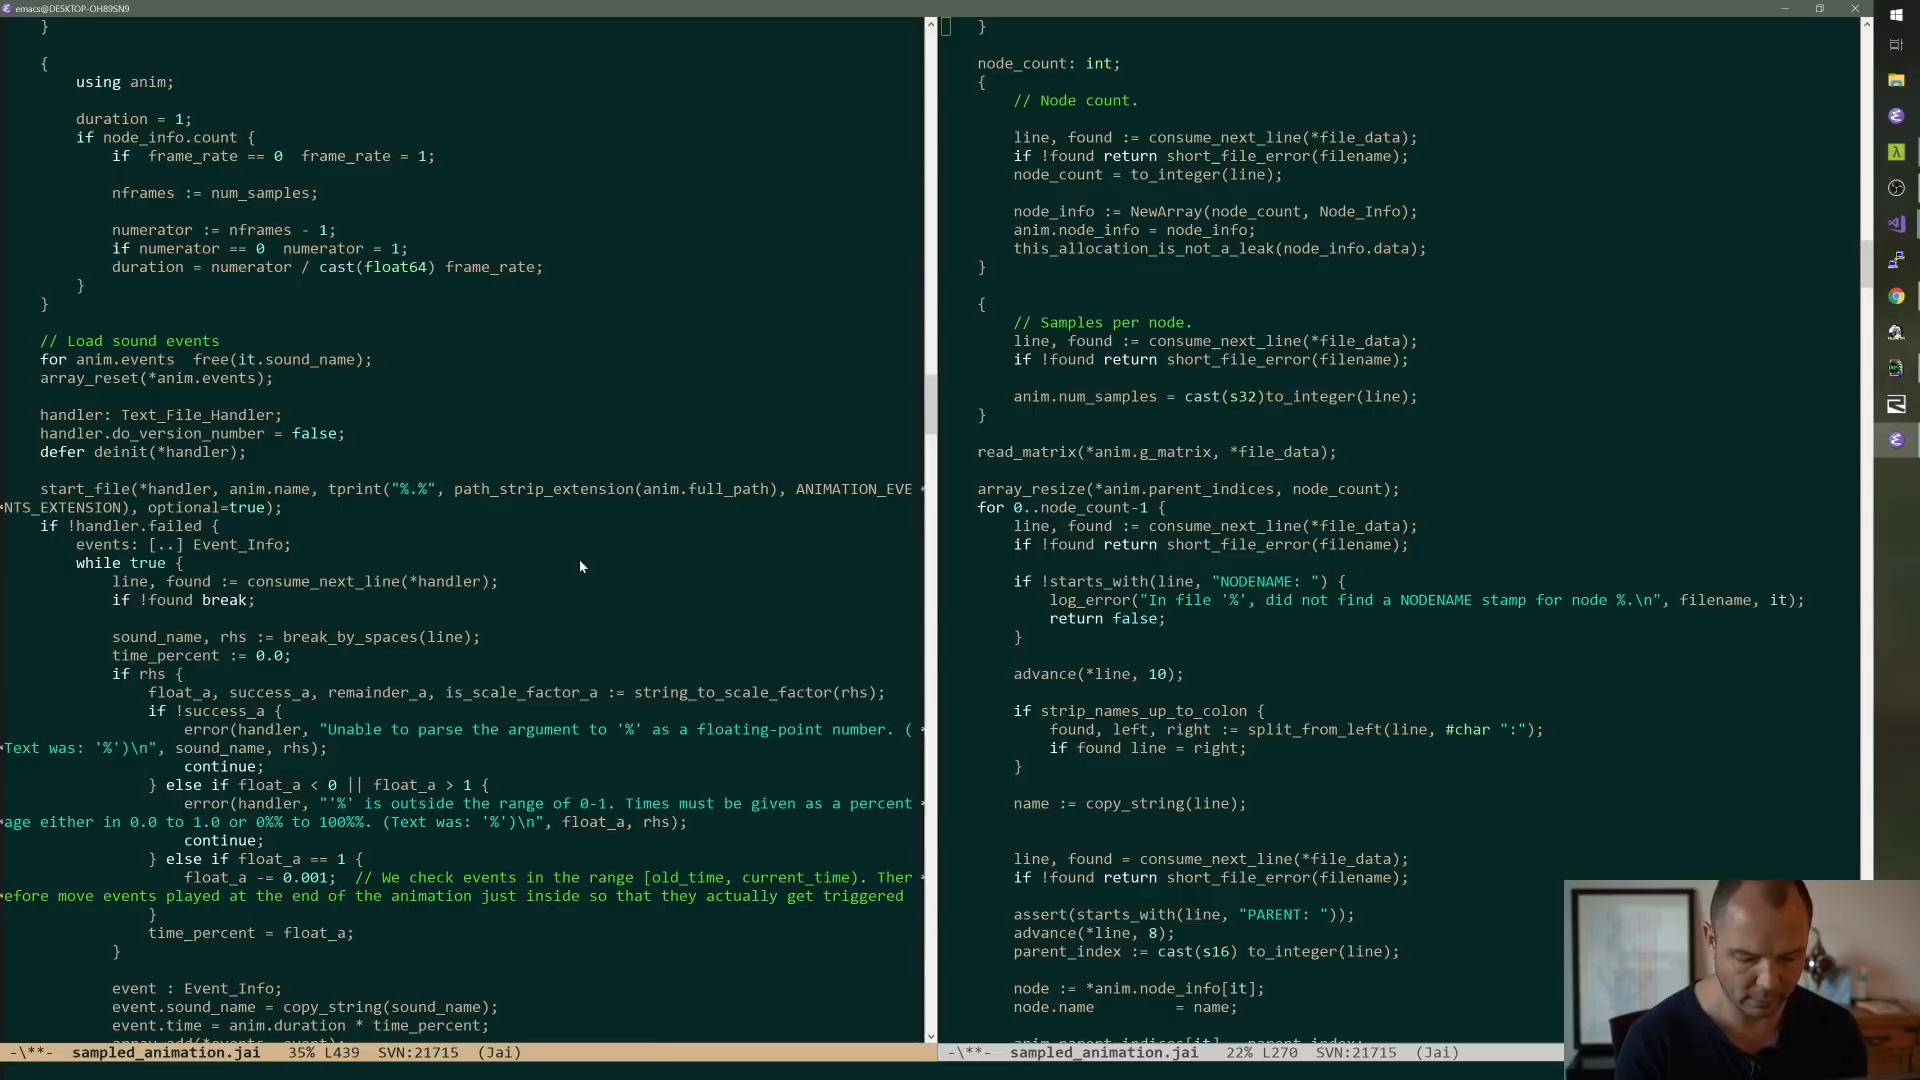 emacs@DESKTOP-OH89SN9
}
{
using anim;
duration = 1;
if node_info.count {
if  frame_rate == 0  frame_rate = 1;
nframes := num_samples;
numerator := nframes - 1;
if numerator == 0  numerator = 1;
duration = numerator / cast(float64) frame_rate;
}
}
// Load sound events
for anim.events  free(it.sound_name);
array_reset(*anim.events);
handler: Text_File_Handler;
handler.do_version_number = false;
defer deinit(*handler);
start_file(*handler, anim.name, tprint("%.%", path_strip_extension(anim.full_path), ANIMATION_EVE
NTS_EXTENSION), optional=true);
if !handler.failed {
events: [..] Event_Info;
while true {
line, found := consume_next_line(*handler);
if !found break;
sound_name, rhs := break_by_spaces(line);
time_percent := 0.0;
if rhs {
float_a, success_a, remainder_a, is_scale_factor_a := string_to_scale_factor(rhs);
if !success_a {
error(handler, "Unable to parse the argument to '%' as a floating-point number. (
Text was: '%')\n", sound_name, rhs);
continue;
} else if float_a < 0 || float_a > 1 {
error(handler, "'%' is outside the range of 0-1. Times must be given as a percent
age either in 0.0 to 1.0 or 0%% to 100%%. (Text was: '%')\n", float_a, rhs);
continue;
} else if float_a == 1 {
float_a -= 0.001;  // We check events in the range [old_time, current_time). Ther
efore move events played at the end of the animation just inside so that they actually get triggered
}
time_percent = float_a;
}
event : Event_Info;
event.sound_name = copy_string(sound_name);
event.time = anim.duration * time_percent;
array_add(*events, event);
-\**-  sampled_animation.jai   35% L439  SVN:21715  (Jai)
}
node_count: int;
{
// Node count.
line, found := consume_next_line(*file_data);
if !found return short_file_error(filename);
node_count = to_integer(line);
node_info := NewArray(node_count, Node_Info);
anim.node_info = node_info;
this_allocation_is_not_a_leak(node_info.data);
}
{
// Samples per node.
line, found := consume_next_line(*file_data);
if !found return short_file_error(filename);
anim.num_samples = cast(s32)to_integer(line);
}
read_matrix(*anim.g_matrix, *file_data);
array_resize(*anim.parent_indices, node_count);
for 0..node_count-1 {
line, found := consume_next_line(*file_data);
if !found return short_file_error(filename);
if !starts_with(line, "NODENAME: ") {
log_error("In file '%', did not find a NODENAME stamp for node %.\n", filename, it);
return false;
}
advance(*line, 10);
if strip_names_up_to_colon {
found, left, right := split_from_left(line, #char ":");
if found line = right;
}
name := copy_string(line);
line, found = consume_next_line(*file_data);
if !found return short_file_error(filename);
assert(starts_with(line, "PARENT: "));
advance(*line, 8);
parent_index := cast(s16) to_integer(line);
node := *anim.node_info[it];
node.name         = name;
anim.parent_indices[it] = parent_index;
-\**-  sampled_animation.jai   22% L270  SVN:21715  (Jai)